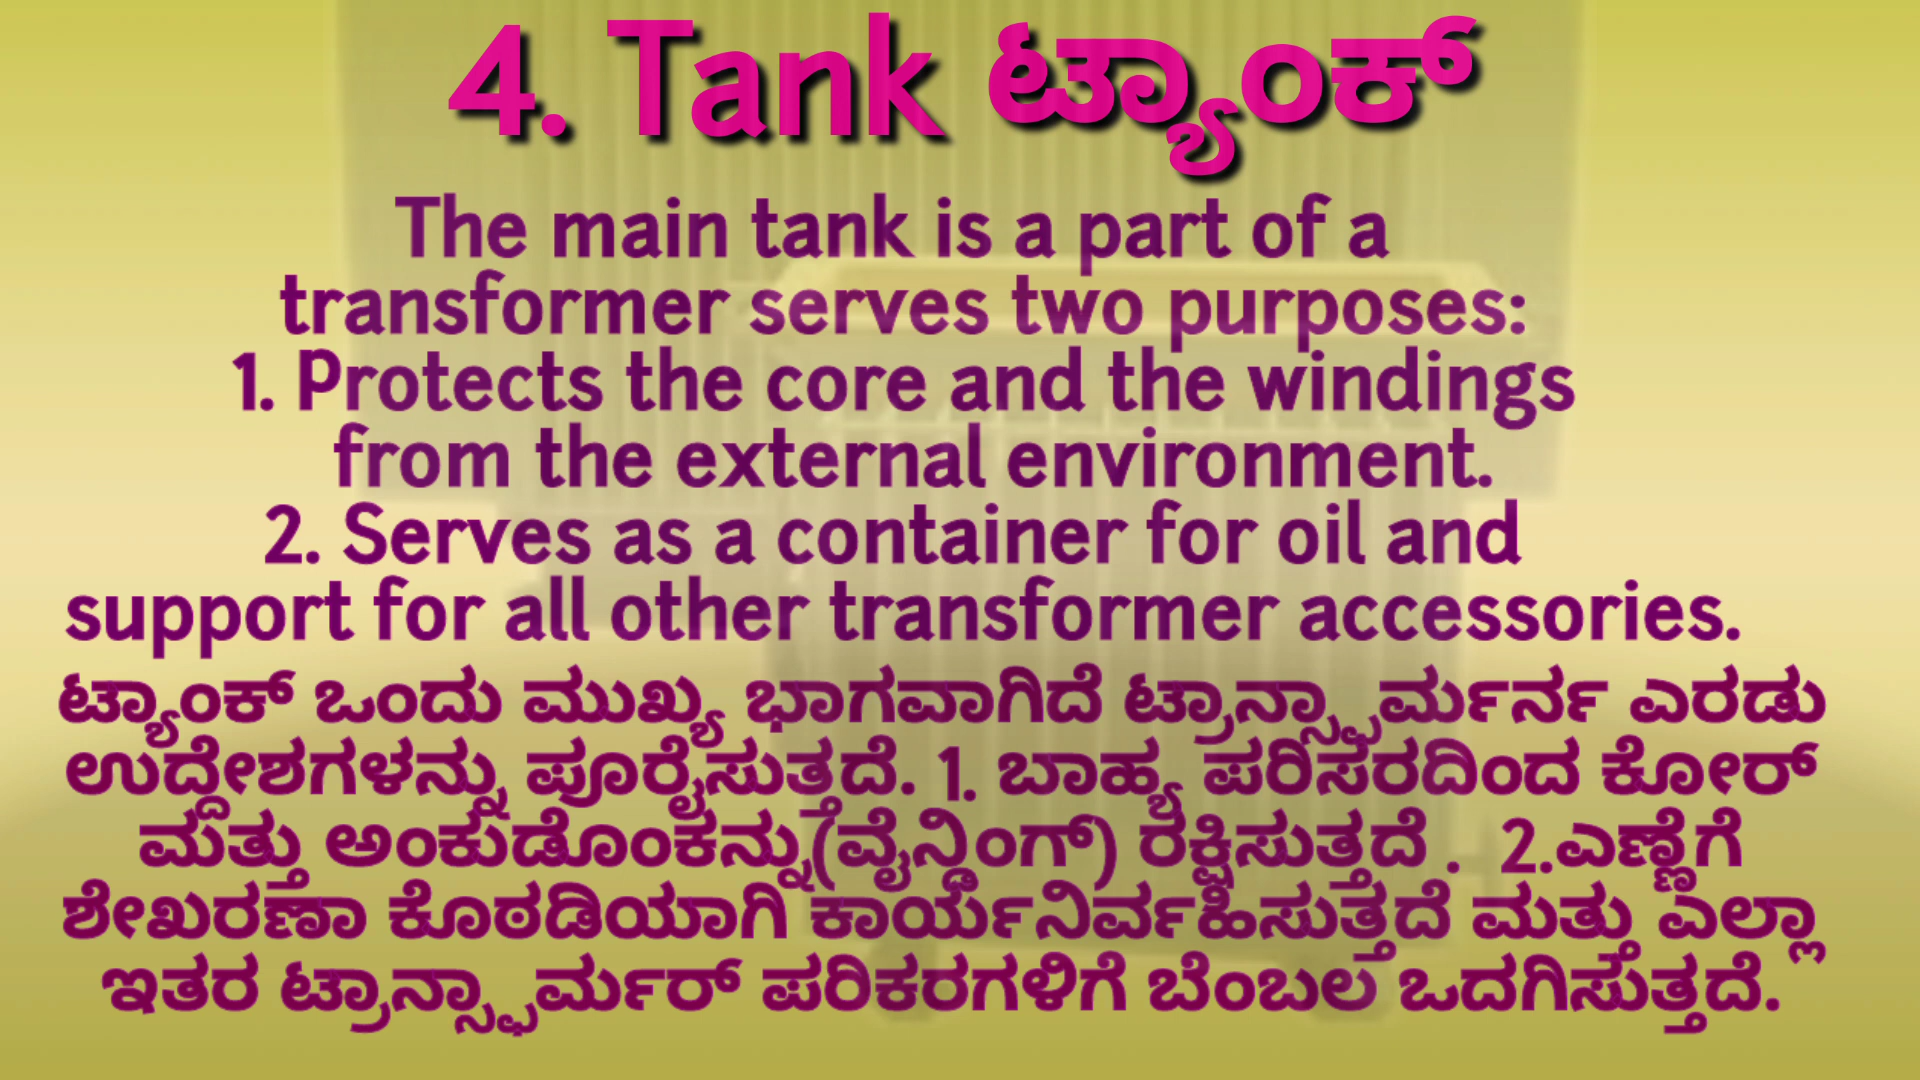 4. Tank ಟ್ಯಾಂಕ್
The main tank is a part of a
transformer serves two purposes:
1. Protects the core and the windings
from the external environment.
2. Serves as a container for oil and
support for all other transformer accessories.
ಟ್ಯಾಂಕ್ ಒಂದು ಮುಖ್ಯ ಭಾಗವಾಗಿದೆ ಟ್ರಾನ್ಸ್ಫಾರ್ಮರ್ನ ಎರಡು
ಉದ್ದೇಶಗಳನ್ನು ಪೂರೈಸುತ್ತದೆ. 1. ಬಾಹ್ಯ ಪರಿಸರದಿಂದ ಕೋರ್
ಮತ್ತು ಅಂಕುಡೊಂಕನ್ನು(ವೈನ್ಡಿಂಗ್) ರಕ್ಷಿಸುತ್ತದೆ . 2.ಎಣ್ಣೆಗೆ
ಶೇಖರಣಾ ಕೊಠಡಿಯಾಗಿ ಕಾರ್ಯನಿರ್ವಹಿಸುತ್ತದೆ ಮತ್ತು ಎಲ್ಲಾ
ಇತರ ಟ್ರಾನ್ಸ್ಫಾರ್ಮರ್ ಪರಿಕರಗಳಿಗೆ ಬೆಂಬಲ ಒದಗಿಸುತ್ತದೆ.